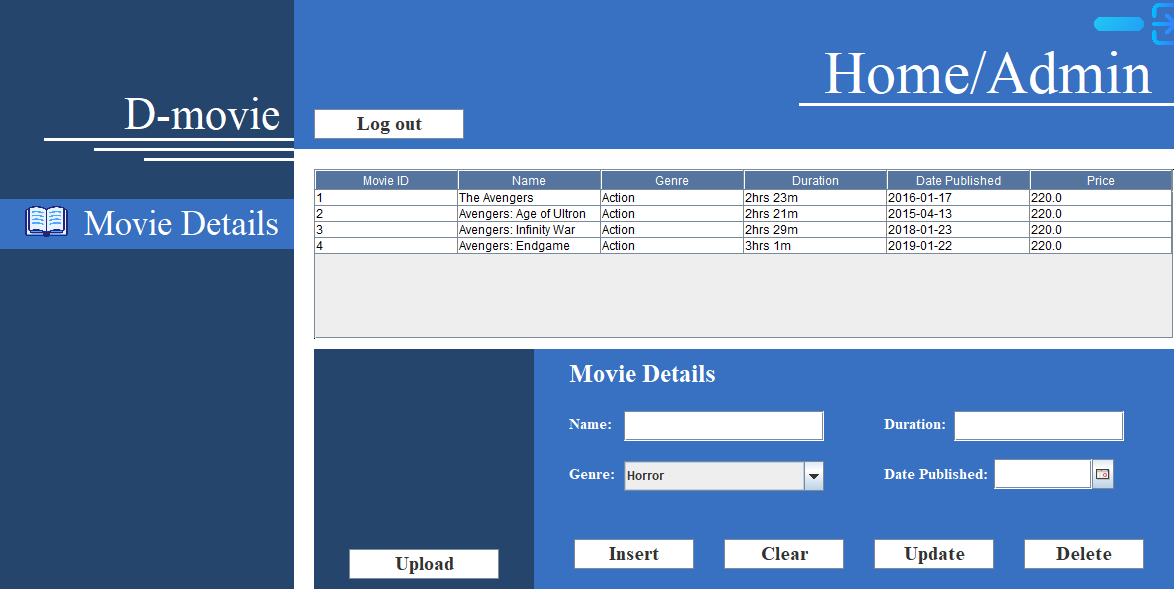 Home/Admin
D-movie
Log out
Movie Details
Movie ID Name Genre Duration Date Published Price
1 The Avengers Action 2hrs 23m 2016-01-17 220.0
2 Avengers: Age of Ultron Action 2hrs 21m 2015-04-13 220.0
3 Avengers: Infinity War Action 2hrs 29m 2018-01-23 220.0
4 Avengers: Endgame Action 3hrs 1m 2019-01-22 220.0
Movie Details
Name: Duration:
Genre: Horror Date Published:
Insert Clear Update Delete
Upload